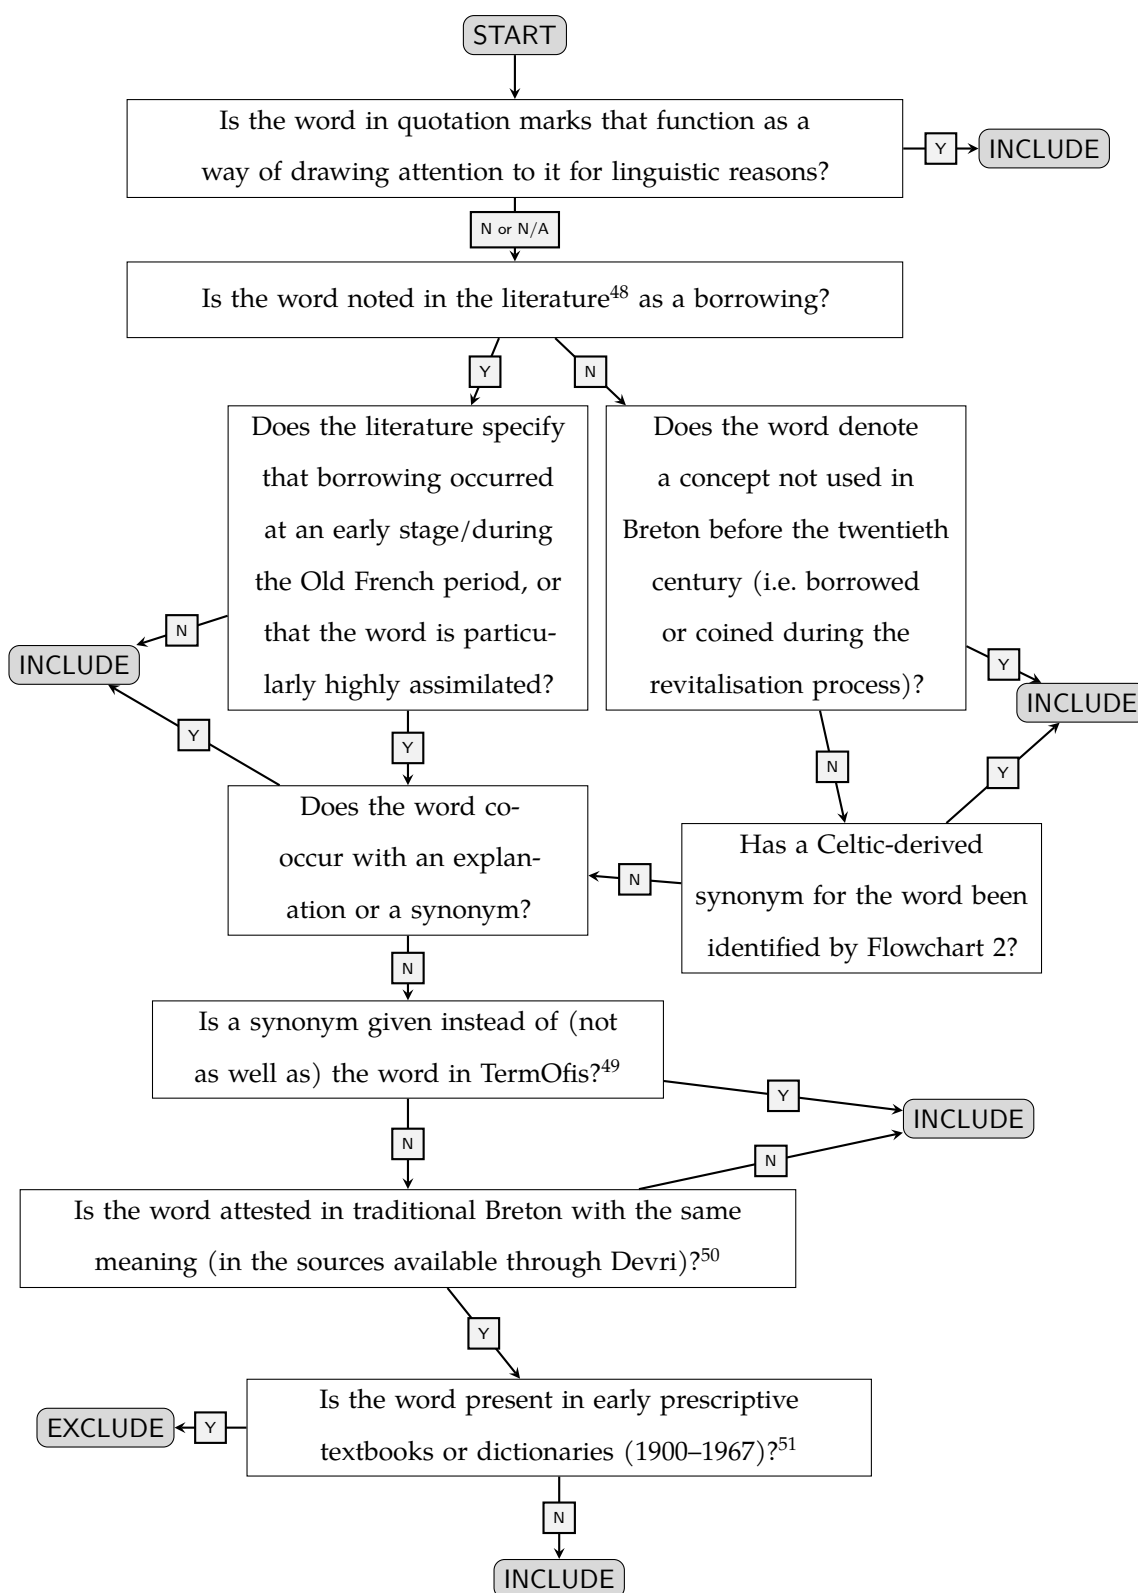 START
Is the word in quotation marks that function as a
way of drawing attention to it for linguistic reasons?
Y
INCLUDE
N or N/A
Is the word noted in the literature48 as a borrowing?
Y
N
Does the literature specify
that borrowing occurred
at an early stage/during
the Old French period, or
that the word is particu-
larly highly assimilated?
Does the word denote
a concept not used in
Breton before the twentieth
century (i.e. borrowed
or coined during the
revitalisation process)?
N
INCLUDE
Y
INCLUDE
Y
Y
N
Y
Does the word co-
occur with an explan-
ation or a synonym?
N
Has a Celtic-derived
synonym for the word been
identified by Flowchart 2?
N
Is a synonym given instead of (not
as well as) the word in TermOfis?49
Y
INCLUDE
N
N
Is the word attested in traditional Breton with the same
meaning (in the sources available through Devri)?50
Y
Is the word present in early prescriptive
textbooks or dictionaries (1900–1967)?51
Y
EXCLUDE
N
INCLUDE